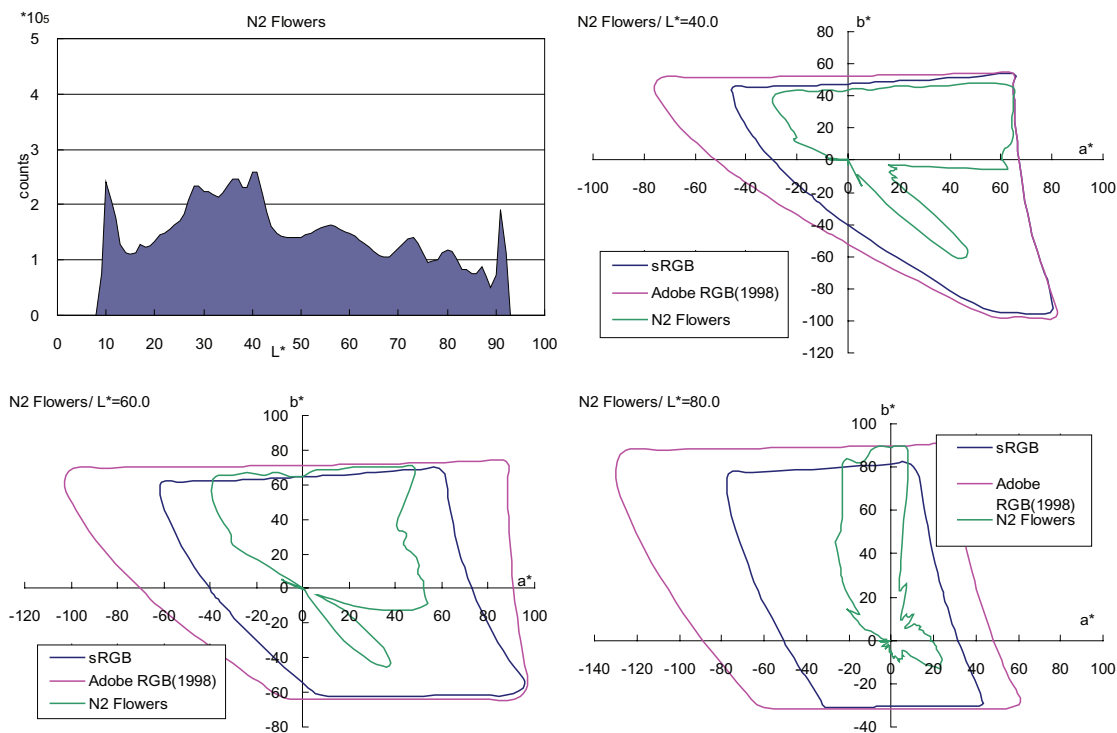 *10₅
N2 Flowers
5
4
3
2
1
0
counts
0 10 20 30 40 50 60 70 80 90 100
L*
N2 Flowers/ L*=40.0
b*
80
60
40
20
0
-20
-40
-60
-80
-100
-120
a*
-100 -80 -60 -40 -20 0 20 40 60 80 100
sRGB
Adobe RGB(1998)
N2 Flowers
N2 Flowers/ L*=60.0
b*
100
80
60
40
20
0
-20
-40
-60
-80
a*
-120 -100 -80 -60 -40 -20 0 20 40 60 80 100
sRGB
Adobe RGB(1998)
N2 Flowers
N2 Flowers/ L*=80.0
b*
100
80
60
40
20
0
-20
-40
a*
-140 -120 -100 -80 -60 -40 -20 0 20 40 60 80 100
sRGB
Adobe
RGB(1998)
N2 Flowers